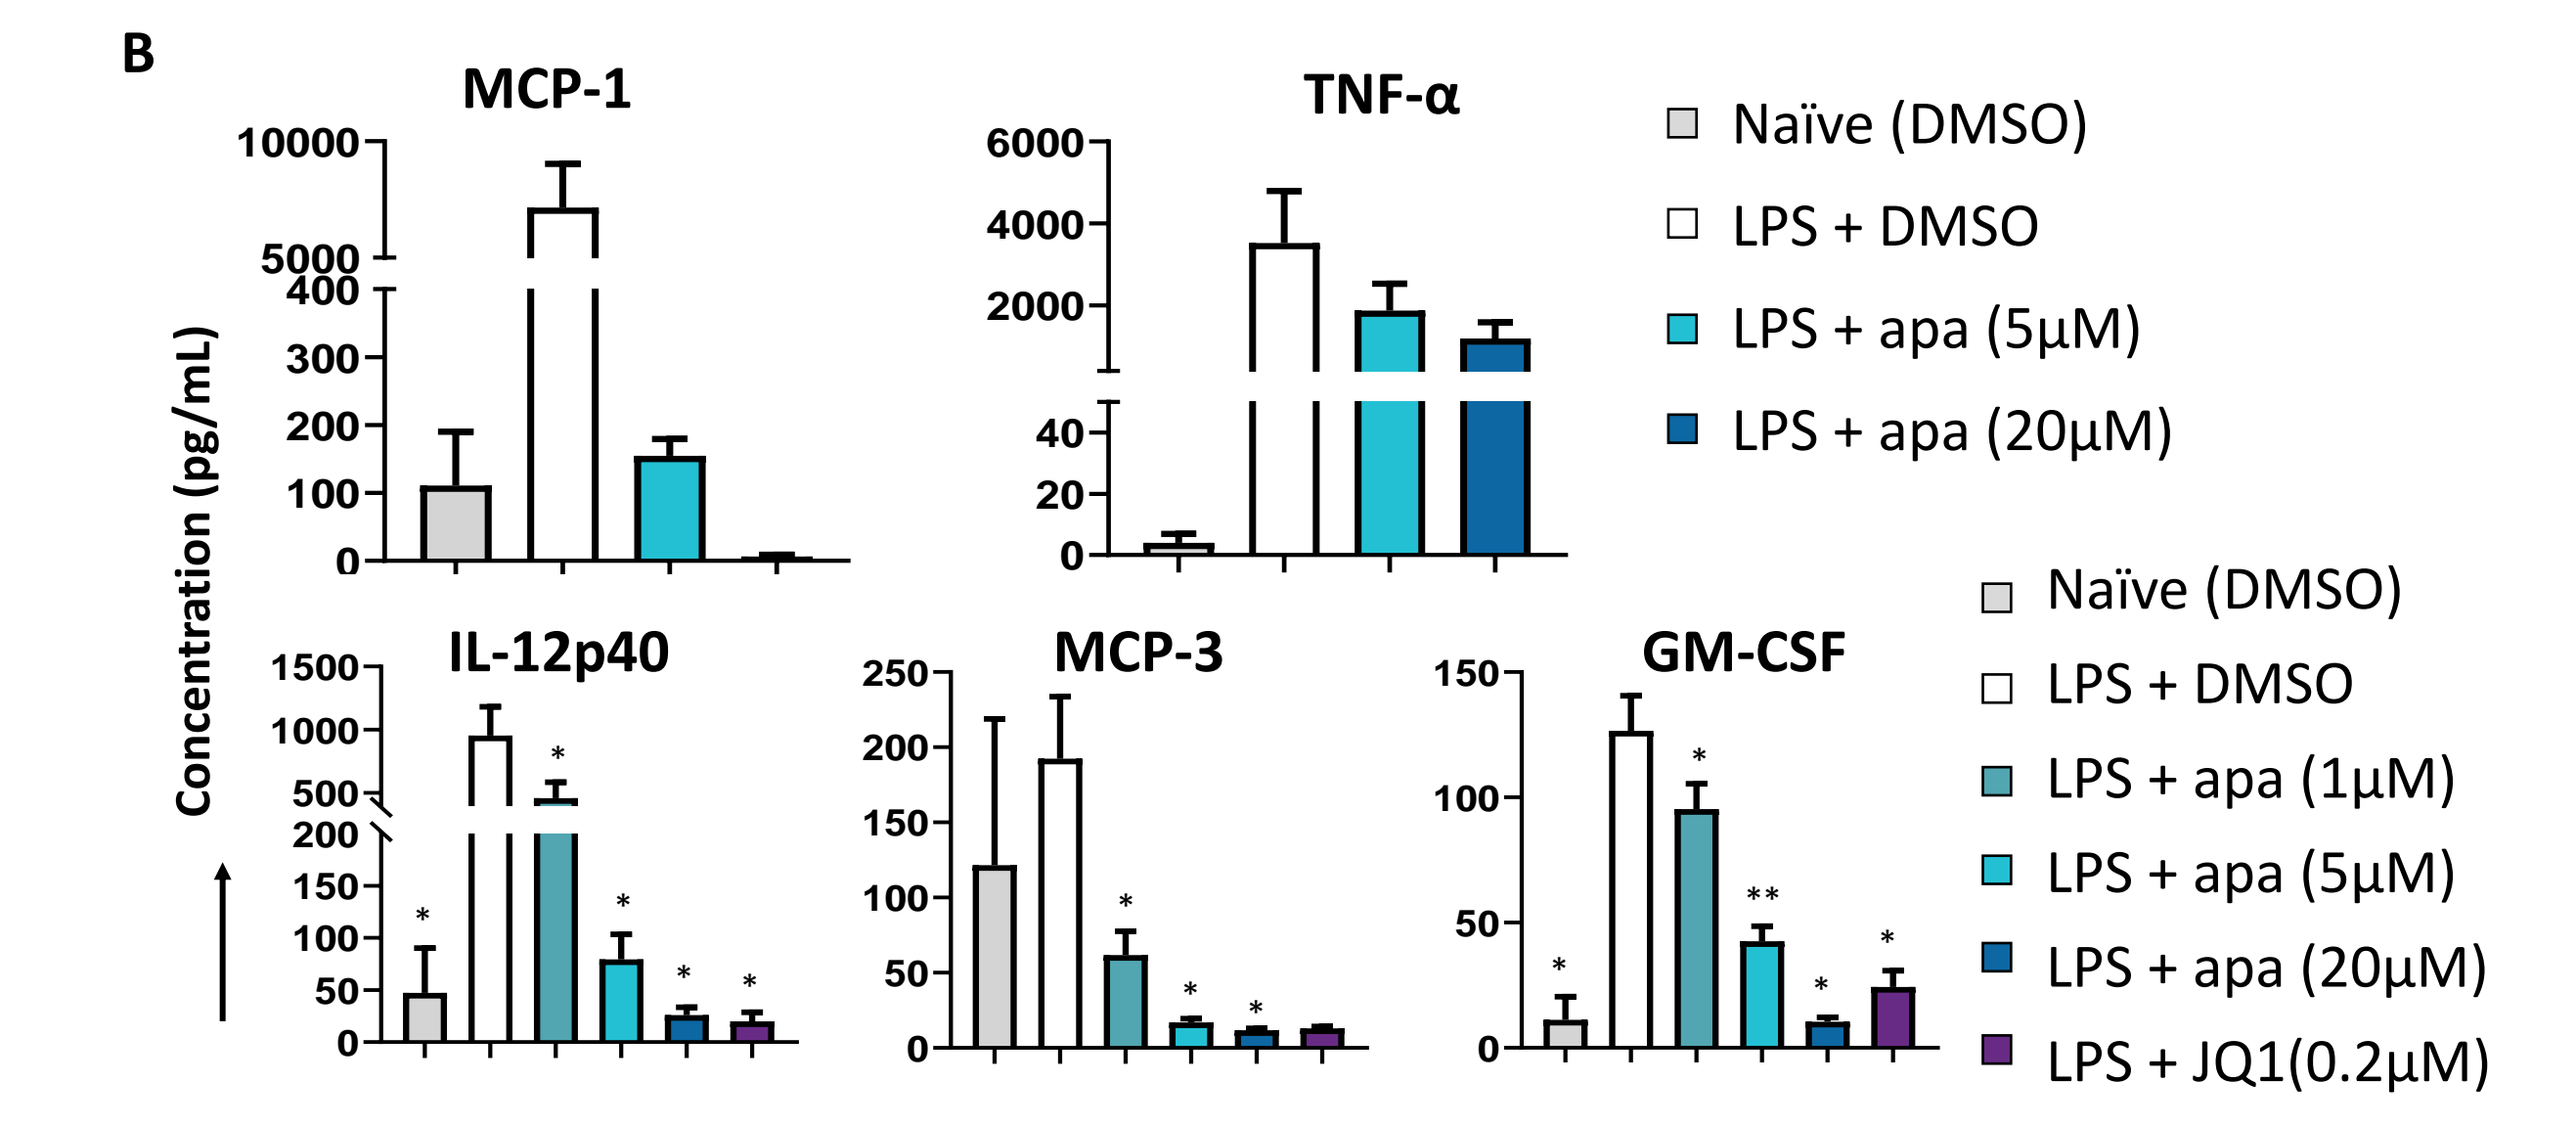 B
MCP-1
10000
5000
400
300
200
100
0
TNF-α
6000
4000
2000
40
20
0
Naïve (DMSO)
LPS + DMSO
LPS + apa (5µM)
LPS + apa (20µM)
Concentration (pg/mL)
IL-12p40
1500
1000
500
200
150
100
50
0
*
*
*
*
*
MCP-3
250
200
150
100
50
0
*
*
*
GM-CSF
150
100
50
0
*
*
**
*
*
Naïve (DMSO)
LPS + DMSO
LPS + apa (1µM)
LPS + apa (5µM)
LPS + apa (20µM)
LPS + JQ1(0.2µM)